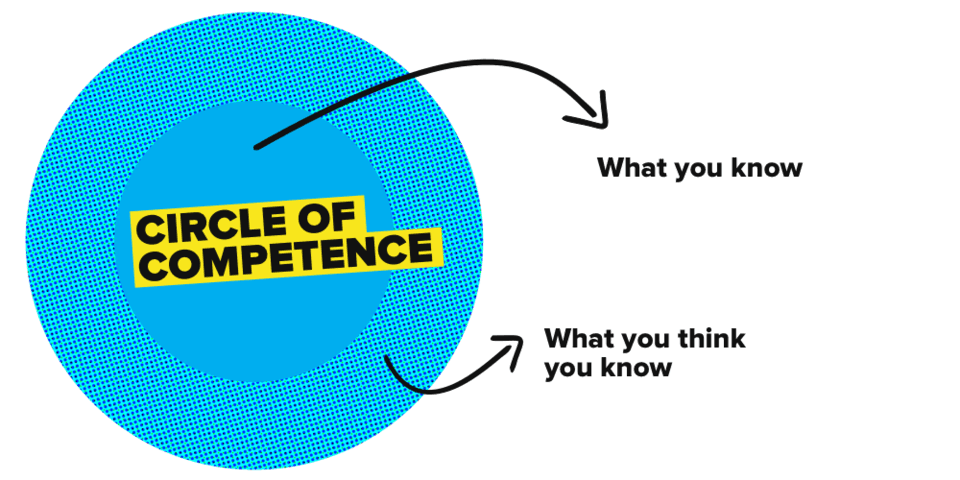 CIRCLE OF
COMPETENCE
What you know
What you think
you know